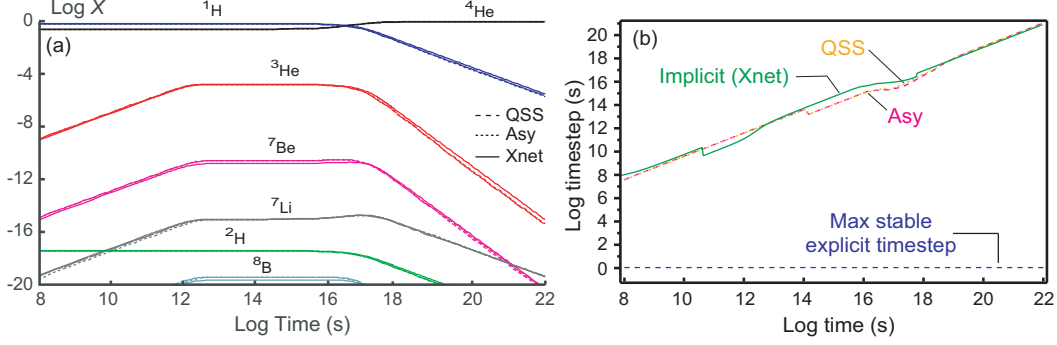 Log X
(a)
¹H
⁴He
³He
⁷Be
⁷Li
²H
⁸B
QSS
Asy
Xnet
0
-4
-8
-12
-16
-20
8 10 12 14 16 18 20 22
Log Time (s)
(b)
QSS
Implicit (Xnet)
Asy
Max stable
explicit timestep
Log timestep (s)
20
18
16
14
12
10
8
6
4
2
0
8 10 12 14 16 18 20 22
Log time (s)